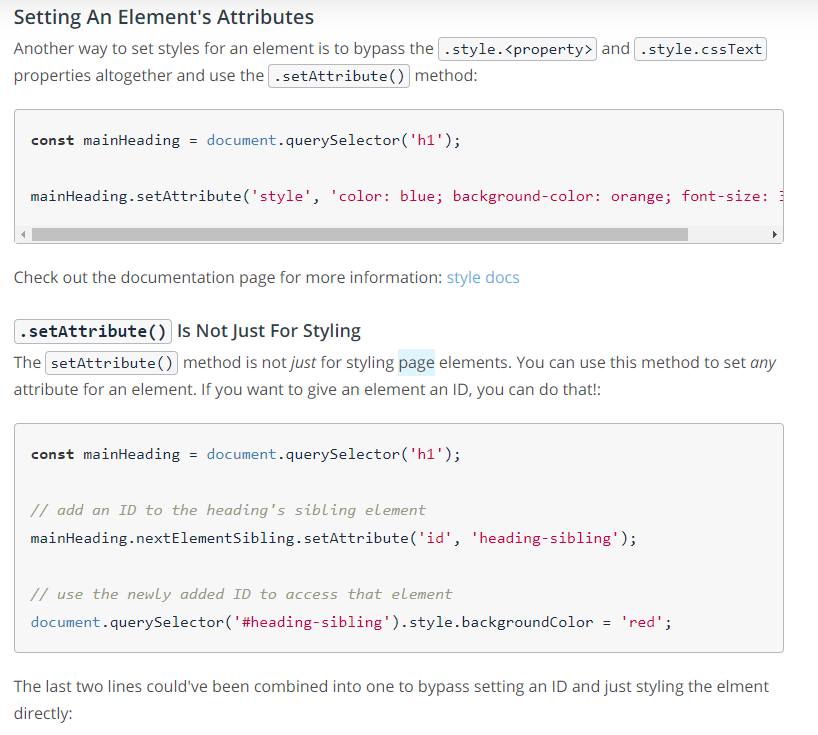 Setting An Element's Attributes
Another way to set styles for an element is to bypass the .style.<property> and .style.cssText
properties altogether and use the .setAttribute() method:
const mainHeading = document.querySelector('h1');
mainHeading.setAttribute('style', 'color: blue; background-color: orange; font-size:
Check out the documentation page for more information: style docs
.setAttribute() Is Not Just For Styling
The setAttribute() method is not just for styling page elements. You can use this method to set any
attribute for an element. If you want to give an element an ID, you can do that!:
const mainHeading = document.querySelector('h1');
// add an ID to the heading's sibling element
mainHeading.nextElementSibling.setAttribute('id', 'heading-sibling');
// use the newly added ID to access that element
document.querySelector('#heading-sibling').style.backgroundColor = 'red';
The last two lines could've been combined into one to bypass setting an ID and just styling the elment
directly: